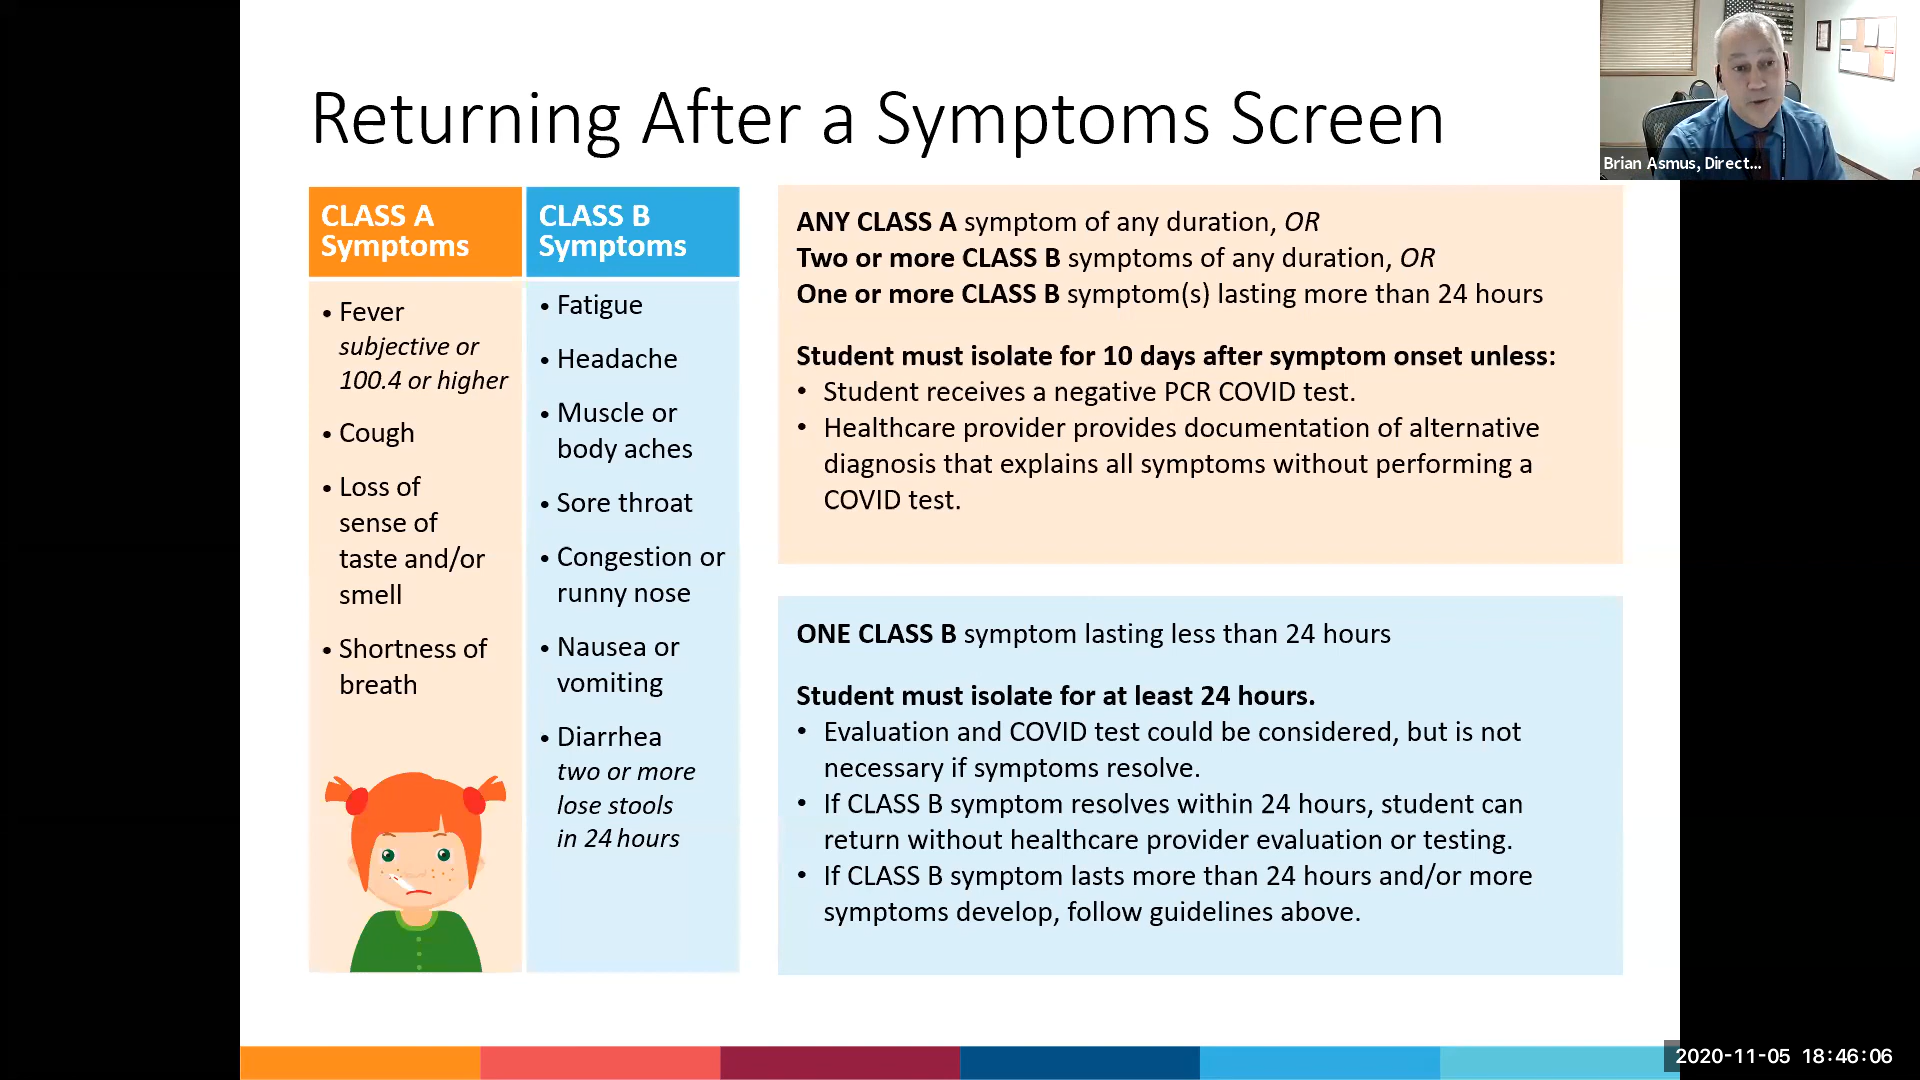 Returning After a Symptoms Screen
Brian Asmus, Direct...
CLASS A
Symptoms
• Fever
subjective or
100.4 or higher
• Cough
• Loss of
sense of
taste and/or
smell
• Shortness of
breath
CLASS B
Symptoms
• Fatigue
• Headache
• Muscle or
body aches
• Sore throat
• Congestion or
runny nose
• Nausea or
vomiting
• Diarrhea
two or more
lose stools
in 24 hours
ANY CLASS A symptom of any duration, OR
Two or more CLASS B symptoms of any duration, OR
One or more CLASS B symptom(s) lasting more than 24 hours
Student must isolate for 10 days after symptom onset unless:
• Student receives a negative PCR COVID test.
• Healthcare provider provides documentation of alternative
diagnosis that explains all symptoms without performing a
COVID test.
ONE CLASS B symptom lasting less than 24 hours
Student must isolate for at least 24 hours.
• Evaluation and COVID test could be considered, but is not
necessary if symptoms resolve.
• If CLASS B symptom resolves within 24 hours, student can
return without healthcare provider evaluation or testing.
• If CLASS B symptom lasts more than 24 hours and/or more
symptoms develop, follow guidelines above.
2020-11-05 18:46:06